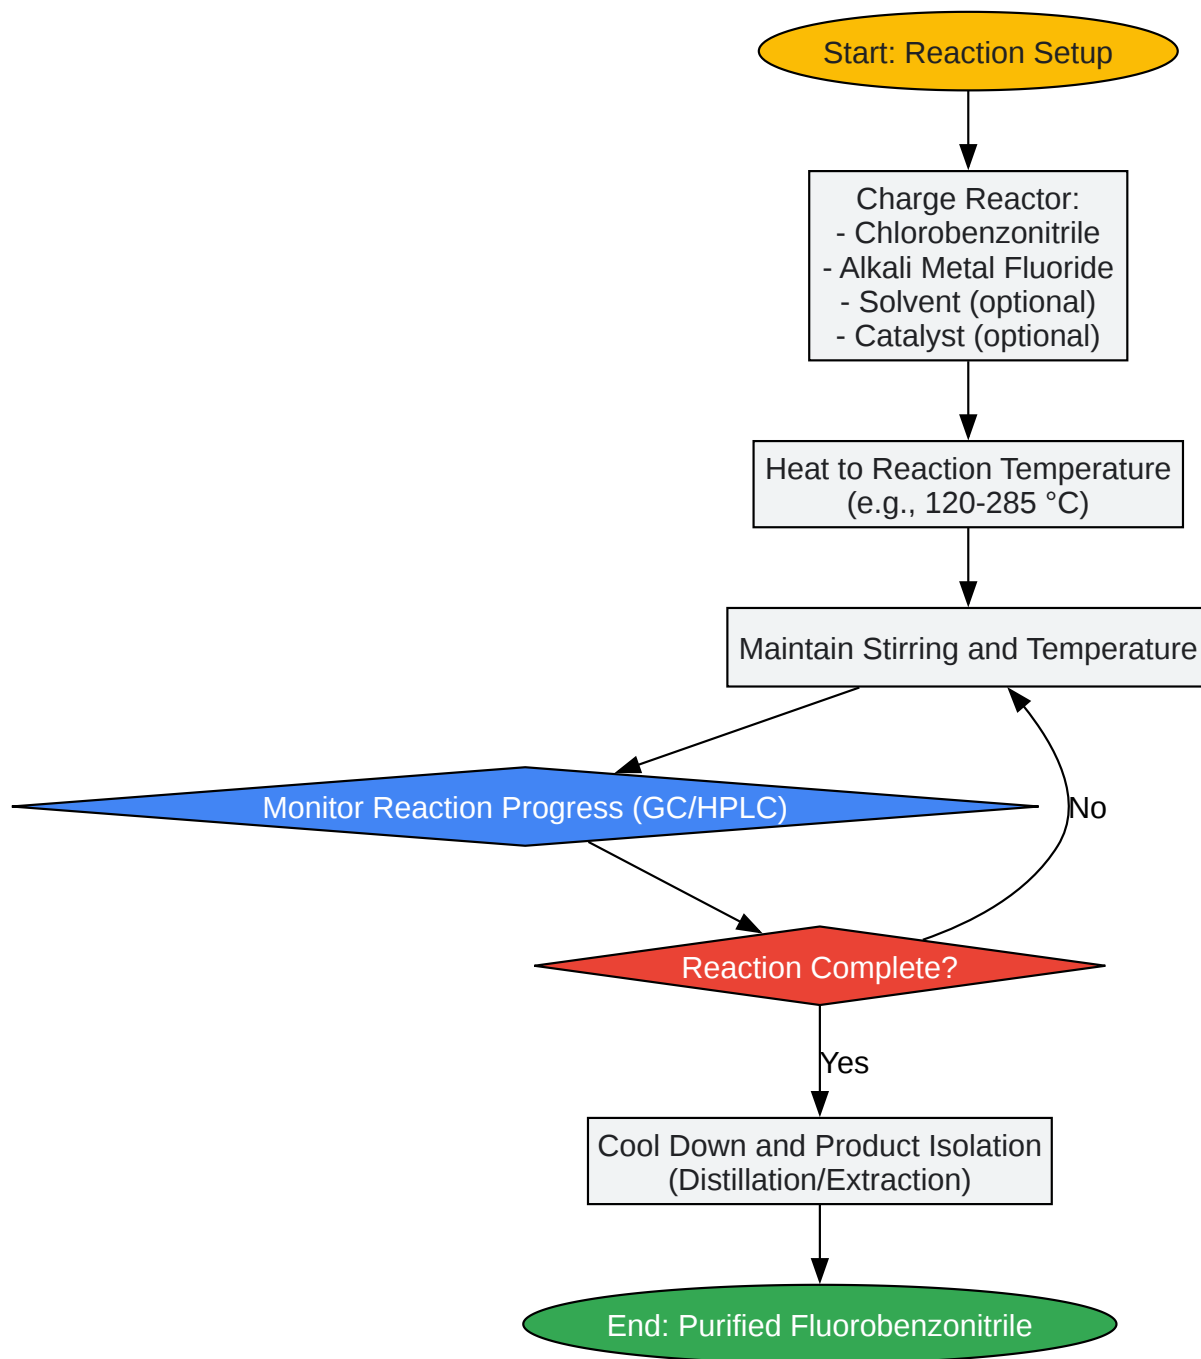 Start: Reaction Setup
Charge Reactor:
- Chlorobenzonitrile
- Alkali Metal Fluoride
- Solvent (optional)
- Catalyst (optional)
Heat to Reaction Temperature
(e.g., 120-285 °C)
Maintain Stirring and Temperature
Monitor Reaction Progress (GC/HPLC)
No
Reaction Complete?
Yes
Cool Down and Product Isolation
(Distillation/Extraction)
End: Purified Fluorobenzonitrile